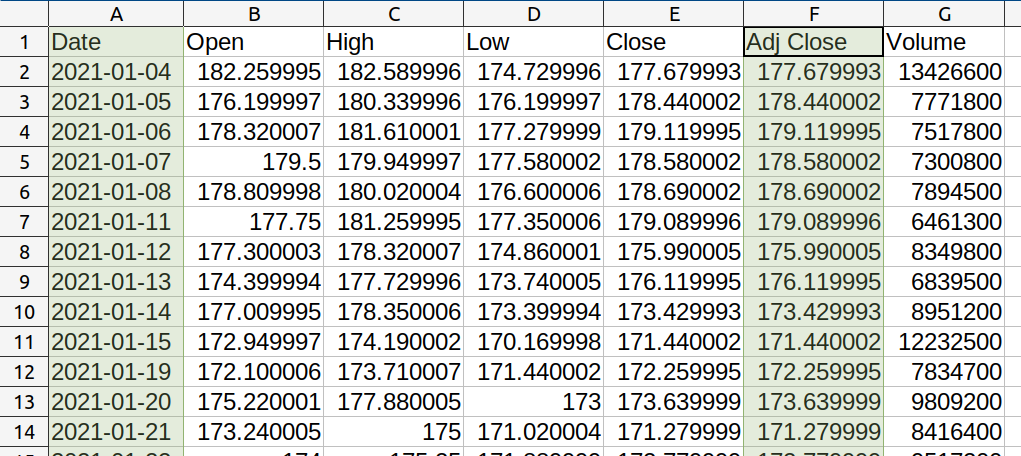 A B C D E F G
1 Date Open High Low Close Adj Close Volume
2 2021-01-04 182.259995 182.589996 174.729996 177.679993 177.679993 13426600
3 2021-01-05 176.199997 180.339996 176.199997 178.440002 178.440002 7771800
4 2021-01-06 178.320007 181.610001 177.279999 179.119995 179.119995 7517800
5 2021-01-07 179.5 179.949997 177.580002 178.580002 178.580002 7300800
6 2021-01-08 178.809998 180.020004 176.600006 178.690002 178.690002 7894500
7 2021-01-11 177.75 181.259995 177.350006 179.089996 179.089996 6461300
8 2021-01-12 177.300003 178.320007 174.860001 175.990005 175.990005 8349800
9 2021-01-13 174.399994 177.729996 173.740005 176.119995 176.119995 6839500
10 2021-01-14 177.009995 178.350006 173.399994 173.429993 173.429993 8951200
11 2021-01-15 172.949997 174.190002 170.169998 171.440002 171.440002 12232500
12 2021-01-19 172.100006 173.710007 171.440002 172.259995 172.259995 7834700
13 2021-01-20 175.220001 177.880005 173 173.639999 173.639999 9809200
14 2021-01-21 173.240005 175 171.020004 171.279999 171.279999 8416400